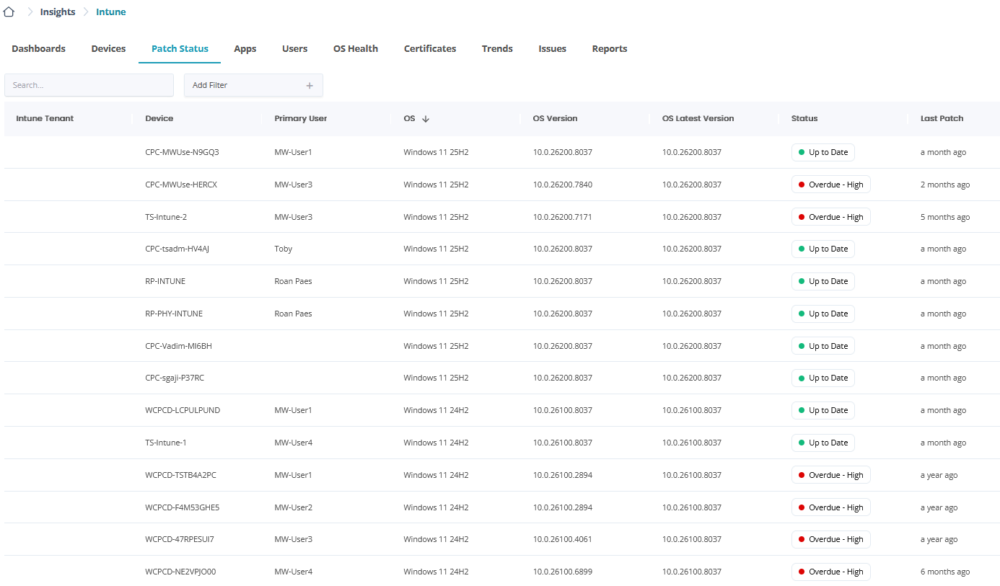 Insights Intune
Dashboards Devices Patch Status Apps Users OS Health Certificates Trends Issues Reports
Search... Add Filter +
Intune Tenant Device Primary User OS OS Version OS Latest Version Status Last Patch
CPC-MWUse-N9GQ3 MW-User1 Windows 11 25H2 10.0.26200.8037 10.0.26200.8037 Up to Date a month ago
CPC-MWUse-HERCX MW-User3 Windows 11 25H2 10.0.26200.7840 10.0.26200.8037 Overdue - High 2 months ago
TS-Intune-2 MW-User3 Windows 11 25H2 10.0.26200.7171 10.0.26200.8037 Overdue - High 5 months ago
CPC-tsadm-HV4AJ Toby Windows 11 25H2 10.0.26200.8037 10.0.26200.8037 Up to Date a month ago
RP-INTUNE Roan Paes Windows 11 25H2 10.0.26200.8037 10.0.26200.8037 Up to Date a month ago
RP-PHY-INTUNE Roan Paes Windows 11 25H2 10.0.26200.8037 10.0.26200.8037 Up to Date a month ago
CPC-Vadim-MI6BH Windows 11 25H2 10.0.26200.8037 10.0.26200.8037 Up to Date a month ago
CPC-sgaji-P37RC Windows 11 25H2 10.0.26200.8037 10.0.26200.8037 Up to Date a month ago
WCPCD-LCPULPUND MW-User1 Windows 11 24H2 10.0.26100.8037 10.0.26100.8037 Up to Date a month ago
TS-Intune-1 MW-User4 Windows 11 24H2 10.0.26100.8037 10.0.26100.8037 Up to Date a month ago
WCPCD-TSTB4A2PC MW-User1 Windows 11 24H2 10.0.26100.2894 10.0.26100.8037 Overdue - High a year ago
WCPCD-F4M53GHE5 MW-User2 Windows 11 24H2 10.0.26100.2894 10.0.26100.8037 Overdue - High a year ago
WCPCD-47RPESUI7 MW-User3 Windows 11 24H2 10.0.26100.4061 10.0.26100.8037 Overdue - High a year ago
WCPCD-NE2VPJO00 MW-User4 Windows 11 24H2 10.0.26100.6899 10.0.26100.8037 Overdue - High 6 months ago